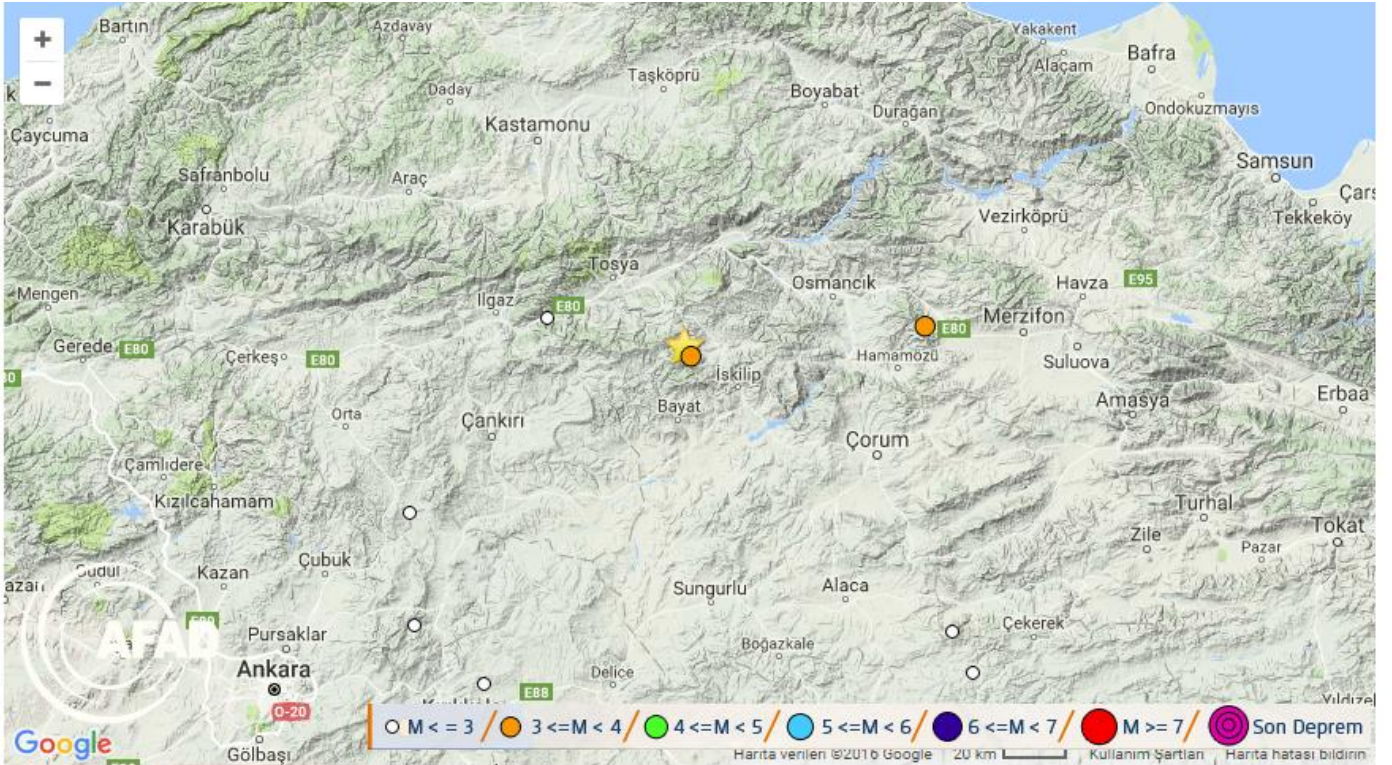 +
Bartın
Azdavay
Yakakent
Bafra
Alaçam
Taşköprü
Daday
Boyabat
Durağan
Ondokuzmayıs
Çaycuma
Kastamonu
Safranbolu
Araç
Samsun
Karabük
Vezirköprü
Tekkeköy
Tosya
Mengen
Ilgaz
E80
Osmancık
Havza
E95
Gerede
E80
Çerkeş
E80
E80
Merzifon
Hamamözü
Suluova
İskilip
Orta
Çankırı
Bayat
Amasya
Erbaa
Çorum
Çamlıdere
Kızılcahamam
Turhal
Zile
Pazar
Tokat
Çubuk
Kazan
Sungurlu
Alaca
AFAD
Pursaklar
Boğazkale
Çekerek
Ankara
Delice
E88
O-20
Google
Gölbaşı
M < = 3 / 3 <=M < 4 / 4 <=M < 5 / 5 <=M < 6 / 6 <=M < 7 / M >= 7 / Son Deprem
Harita verileri ©2016 Google 20 km Kullanım Şartları Harita hatası bildirin